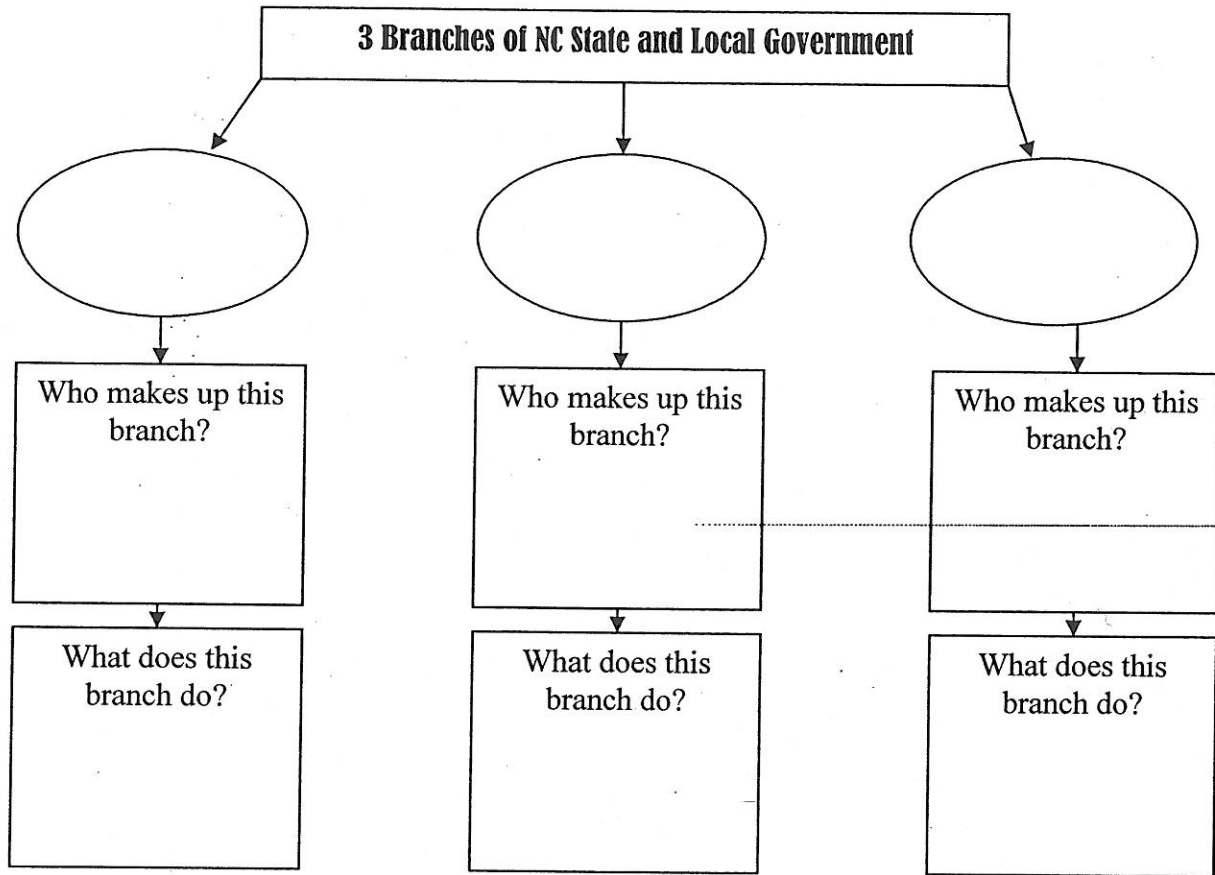 3 Branches of NC State and Local Government
Who makes up this
branch?
Who makes up this
branch?
Who makes up this
branch?
What does this
branch do?
What does this
branch do?
What does this
branch do?